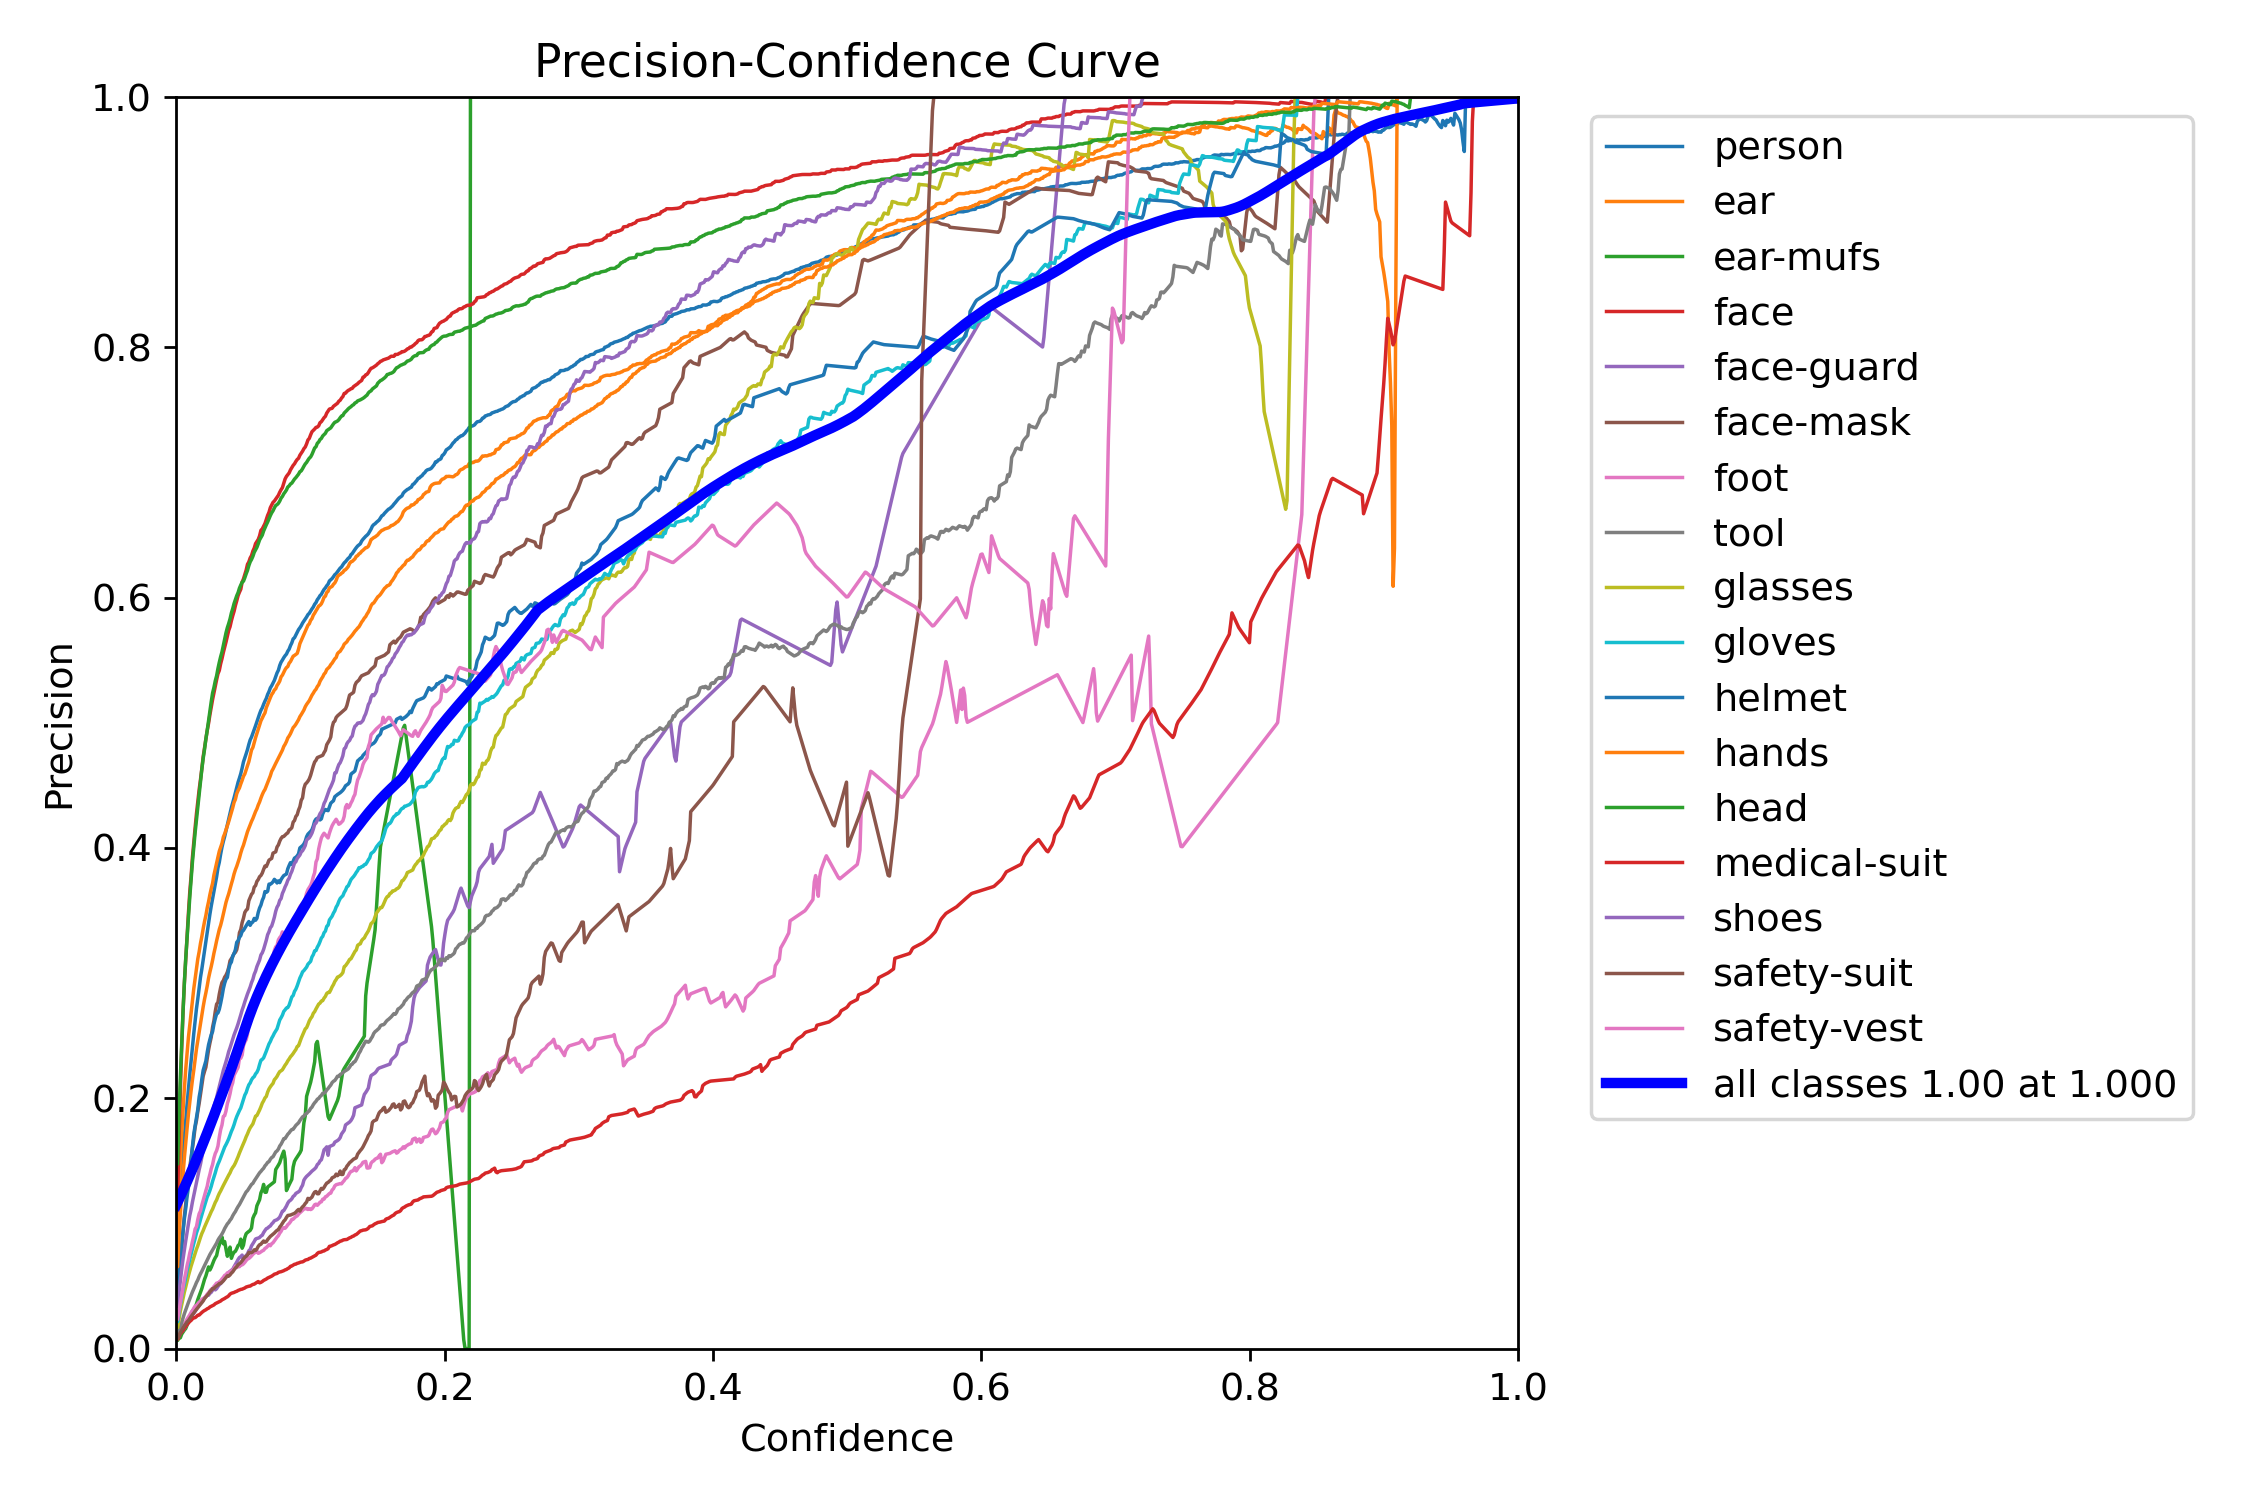 Precision-Confidence Curve
1.0
0.8
0.6
0.4
0.2
0.0
Precision
0.0 0.2 0.4 0.6 0.8 1.0
Confidence
person
ear
ear-mufs
face
face-guard
face-mask
foot
tool
glasses
gloves
helmet
hands
head
medical-suit
shoes
safety-suit
safety-vest
all classes 1.00 at 1.000